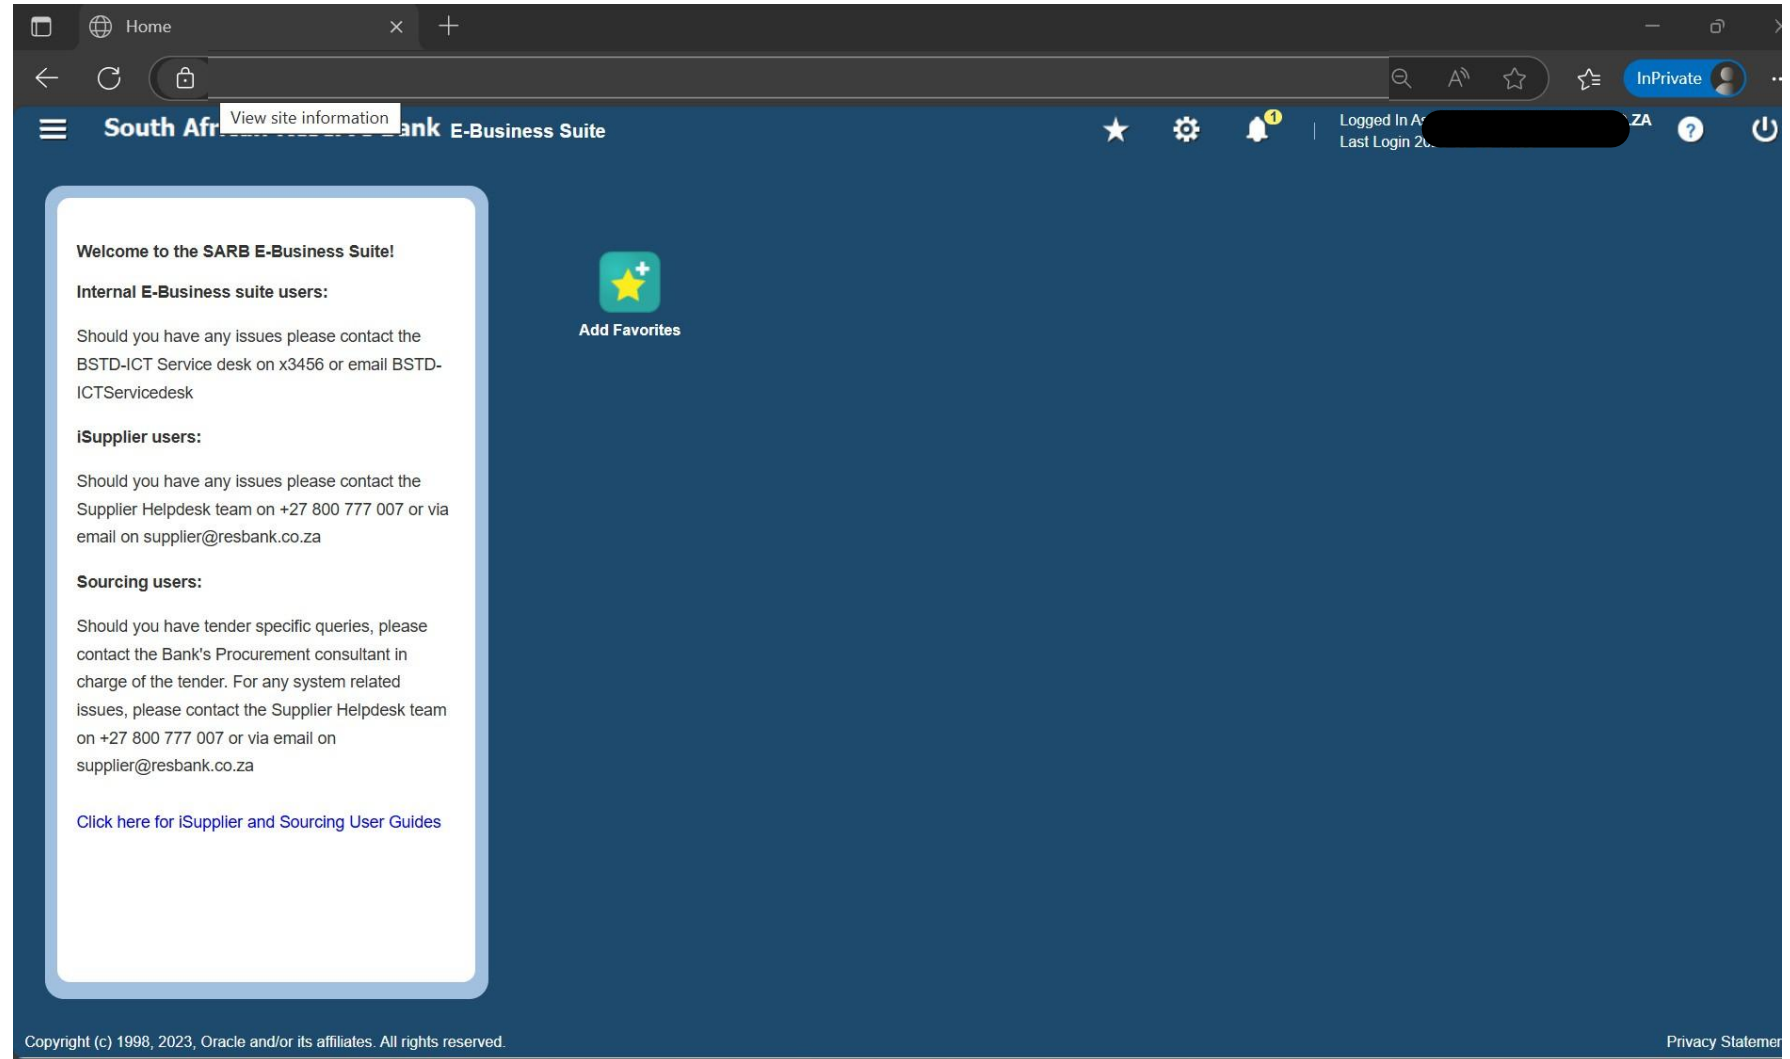 Home
View site information
InPrivate
South Afr ank E-Business Suite
1
Logged In As
ZA
?
Last Login 20
Welcome to the SARB E-Business Suite!
Internal E-Business suite users:
Should you have any issues please contact the
BSTD-ICT Service desk on x3456 or email BSTD-
ICTServicedesk
iSupplier users:
Should you have any issues please contact the
Supplier Helpdesk team on +27 800 777 007 or via
email on supplier@resbank.co.za
Sourcing users:
Should you have tender specific queries, please
contact the Bank's Procurement consultant in
charge of the tender. For any system related
issues, please contact the Supplier Helpdesk team
on +27 800 777 007 or via email on
supplier@resbank.co.za
Click here for iSupplier and Sourcing User Guides
Add Favorites
Copyright (c) 1998, 2023, Oracle and/or its affiliates. All rights reserved.
Privacy Statemen